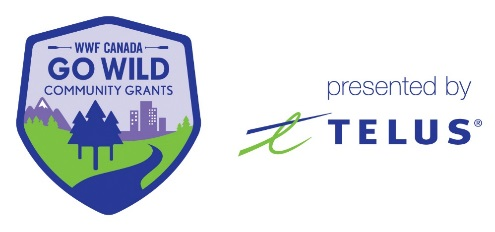 WWF CANADA
GO WILD
COMMUNITY GRANTS
presented by
TELUS®